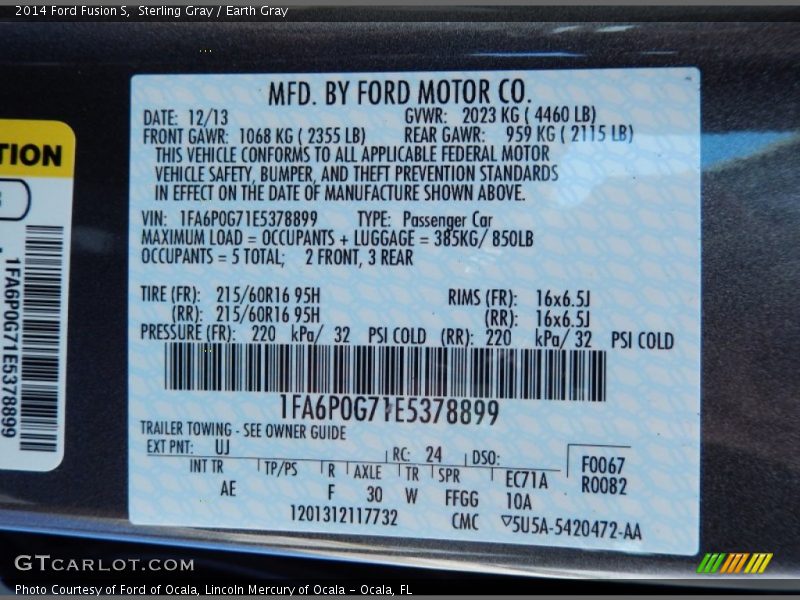 2014 Ford Fusion S,  Sterling Gray / Earth Gray
TION
1FA6P0G71E5378899
MFD. BY FORD MOTOR CO.
DATE: 12/13 GVWR: 2023 KG ( 4460 LB)
FRONT GAWR: 1068 KG ( 2355 LB) REAR GAWR: 959 KG ( 2115 LB)
THIS VEHICLE CONFORMS TO ALL APPLICABLE FEDERAL MOTOR
VEHICLE SAFETY, BUMPER, AND THEFT PREVENTION STANDARDS
IN EFFECT ON THE DATE OF MANUFACTURE SHOWN ABOVE.
VIN: 1FA6P0G71E5378899 TYPE: Passenger Car
MAXIMUM LOAD = OCCUPANTS + LUGGAGE = 385KG/ 850LB
OCCUPANTS = 5 TOTAL; 2 FRONT, 3 REAR
TIRE (FR): 215/60R16 95H RIMS (FR): 16x6.5J
(RR): 215/60R16 95H (RR): 16x6.5J
PRESSURE (FR): 220 kPa/ 32 PSI COLD (RR): 220 kPa/ 32 PSI COLD
1FA6P0G71E5378899
TRAILER TOWING - SEE OWNER GUIDE
EXT PNT: UJ RC: 24 DSO: F0067
INT TR TP/PS R AXLE TR SPR EC71A R0082
AE F 30 W FFGG 10A
1201312117732 CMC ▽5U5A-5420472-AA
GTCARLOT.COM
Photo Courtesy of Ford of Ocala, Lincoln Mercury of Ocala – Ocala, FL